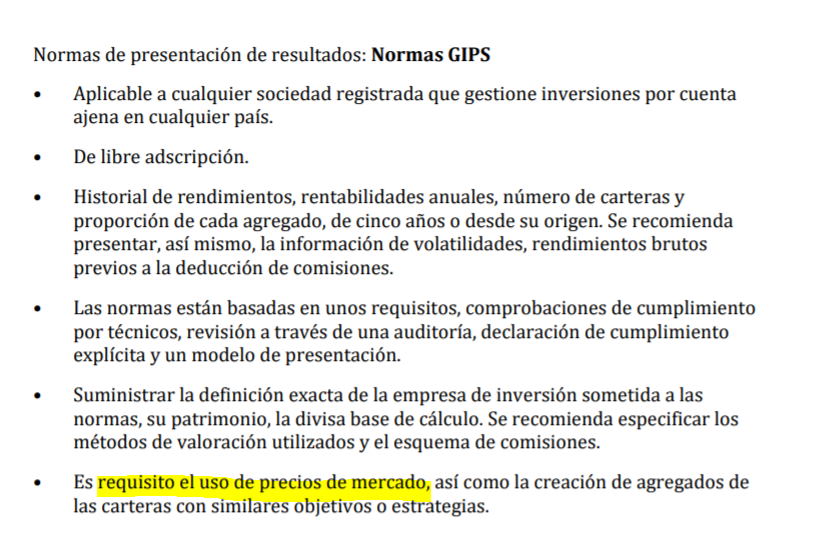 Normas de presentación de resultados: Normas GIPS
• Aplicable a cualquier sociedad registrada que gestione inversiones por cuenta
ajena en cualquier país.
• De libre adscripción.
• Historial de rendimientos, rentabilidades anuales, número de carteras y
proporción de cada agregado, de cinco años o desde su origen. Se recomienda
presentar, así mismo, la información de volatilidades, rendimientos brutos
previos a la deducción de comisiones.
• Las normas están basadas en unos requisitos, comprobaciones de cumplimiento
por técnicos, revisión a través de una auditoría, declaración de cumplimiento
explícita y un modelo de presentación.
• Suministrar la definición exacta de la empresa de inversión sometida a las
normas, su patrimonio, la divisa base de cálculo. Se recomienda especificar los
métodos de valoración utilizados y el esquema de comisiones.
• Es requisito el uso de precios de mercado, así como la creación de agregados de
las carteras con similares objetivos o estrategias.